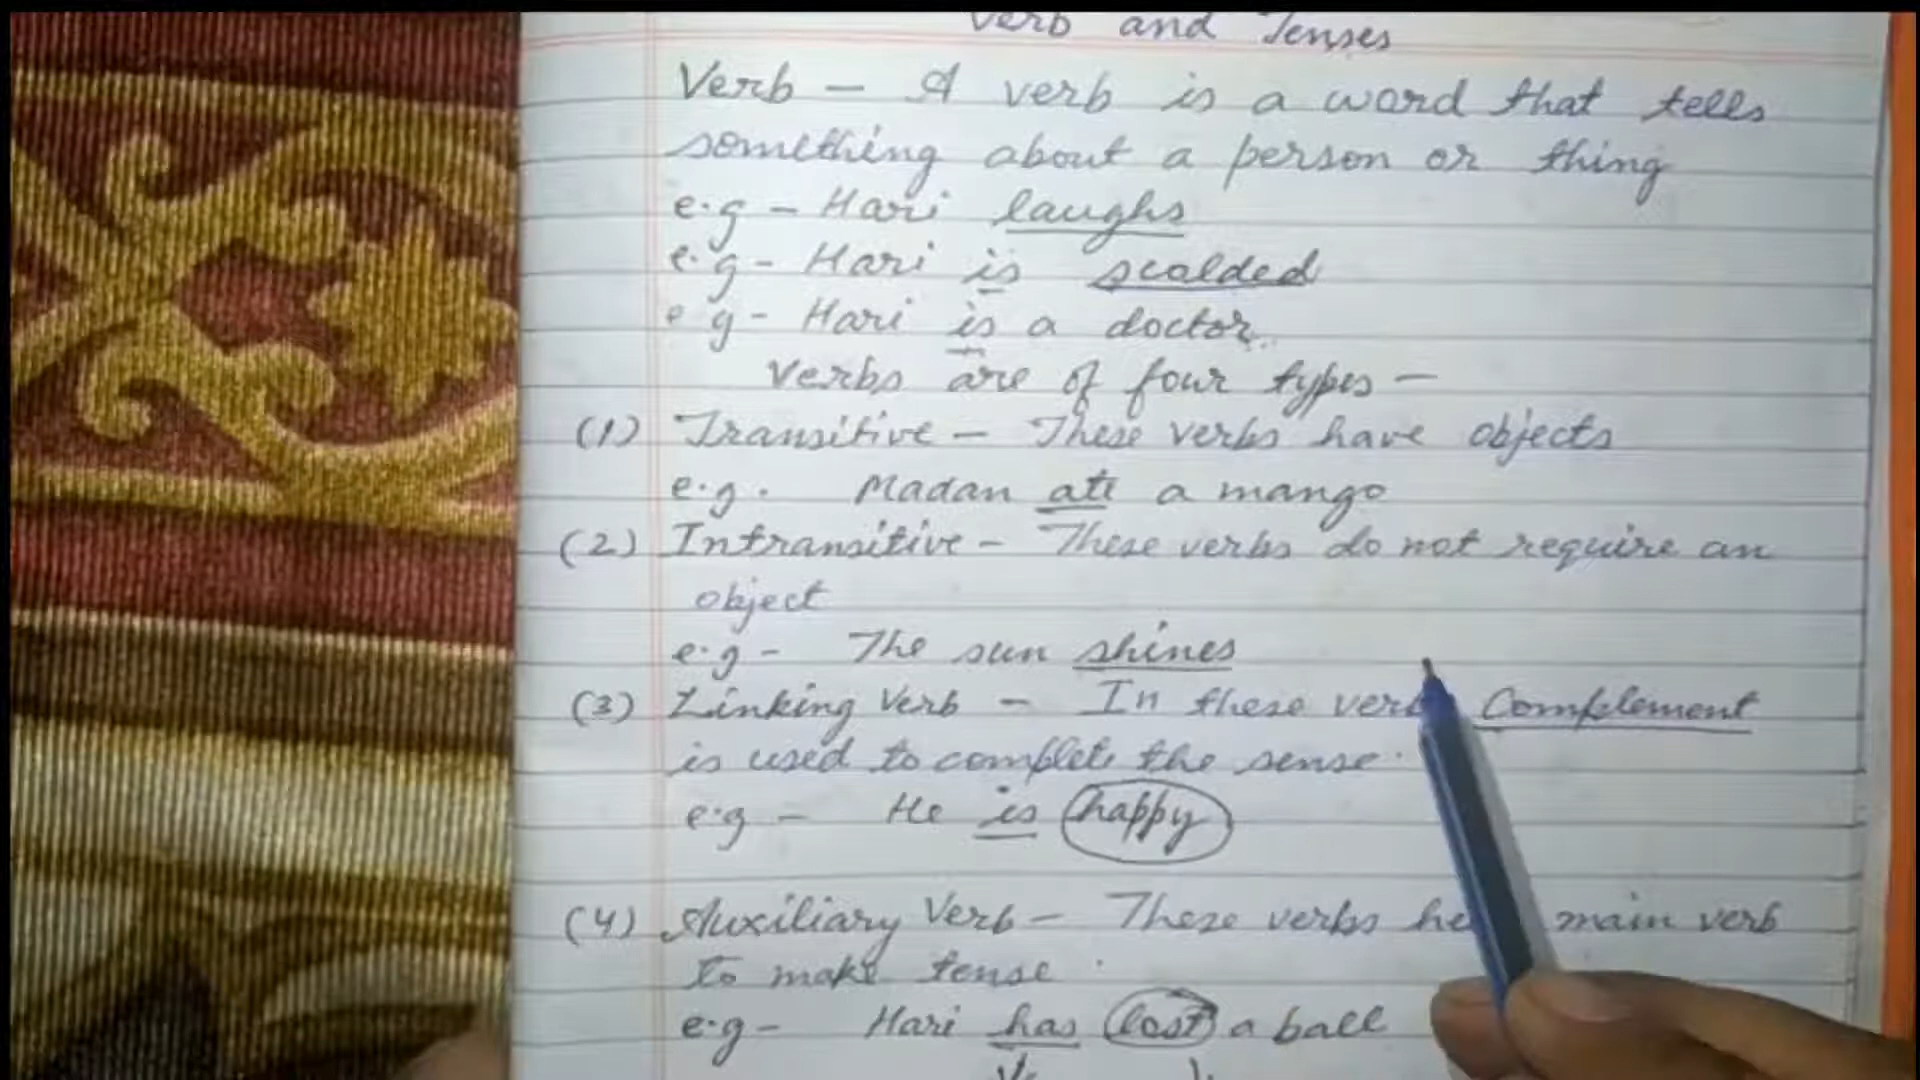 Verb and Tenses
Verb – A verb is a word that tells
something about a person or thing
e.g – Hari laughs
e.g – Hari is scolded
e g – Hari is a doctor
Verbs are of four types –
(1) Transitive – These verbs have objects
e.g. Madan ate a mango
(2) Intransitive – These verbs do not require an
object
e.g – The sun shines
(3) Linking Verb – In these verb Complement
is used to complete the sense.
e.g – He is happy
(4) Auxiliary Verb – These verbs main verb
to make tense.
e.g – Hari has lost a ball